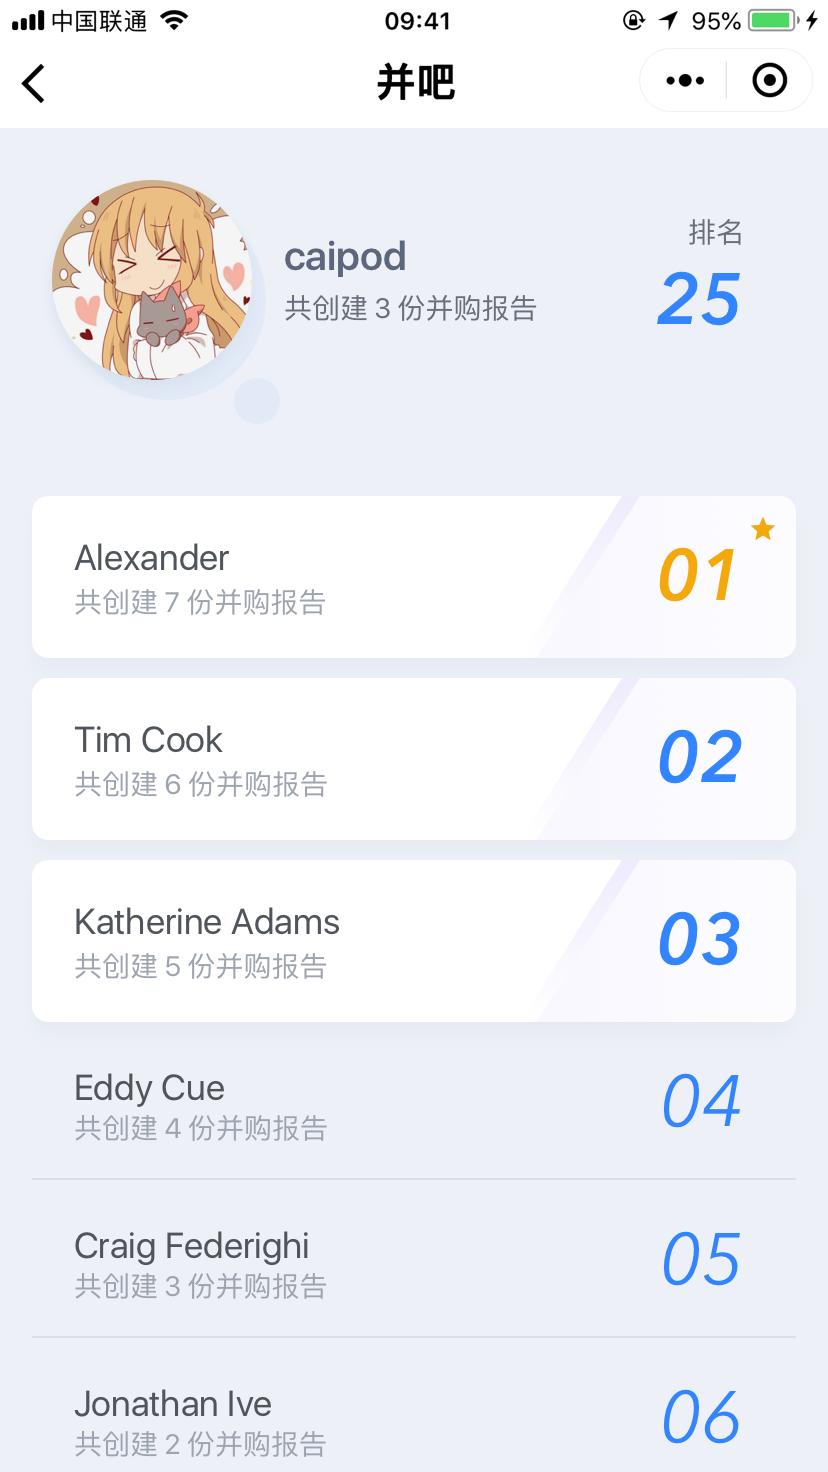 中国联通 09:41 95%
并吧
排名
caipod
25
共创建 3 份并购报告
Alexander
01
共创建 7 份并购报告
Tim Cook
02
共创建 6 份并购报告
Katherine Adams
03
共创建 5 份并购报告
Eddy Cue
04
共创建 4 份并购报告
Craig Federighi
05
共创建 3 份并购报告
Jonathan Ive
06
共创建 2 份并购报告